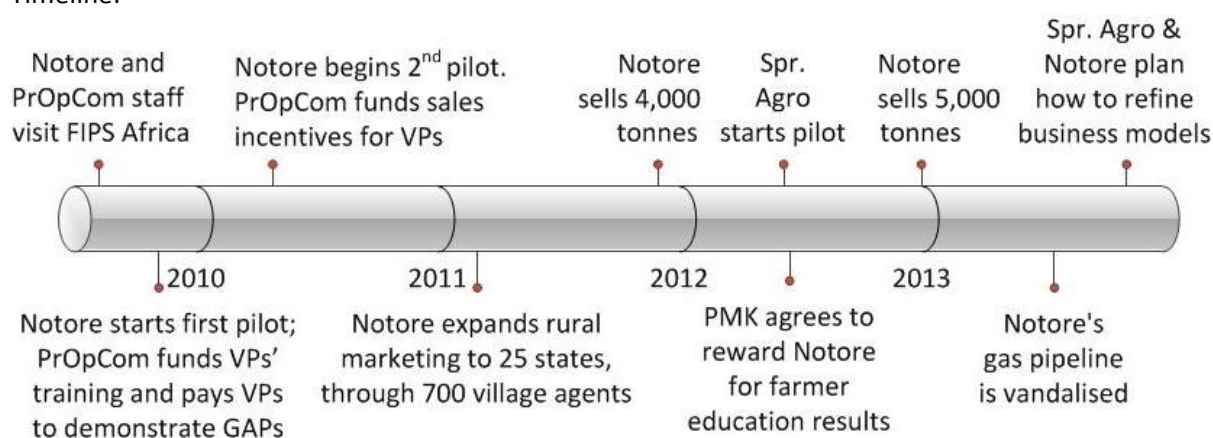 Timeline:
Notore and
PrOpCom staff
visit FIPS Africa
Notore begins 2nd pilot.
PrOpCom funds sales
incentives for VPs
Notore
sells 4,000
tonnes
Spr.
Agro
starts pilot
Notore
sells 5,000
tonnes
Spr. Agro &
Notore plan
how to refine
business models
2010
2011
2012
2013
Notore starts first pilot;
PrOpCom funds VPs’
training and pays VPs
to demonstrate GAPs
Notore expands rural
marketing to 25 states,
through 700 village agents
PMK agrees to
reward Notore
for farmer
education results
Notore's
gas pipeline
is vandalised